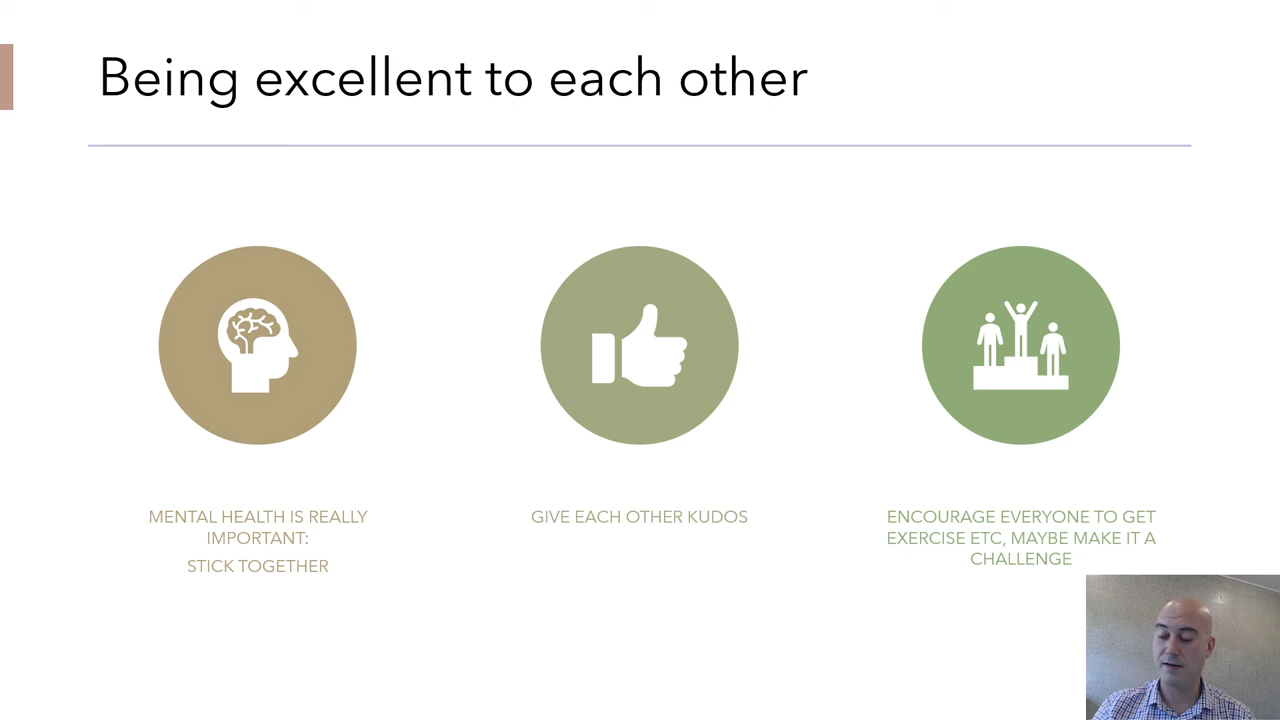 Being excellent to each other
MENTAL HEALTH IS REALLY
IMPORTANT:
STICK TOGETHER
GIVE EACH OTHER KUDOS
ENCOURAGE EVERYONE TO GET
EXERCISE ETC, MAYBE MAKE IT A
CHALLENGE